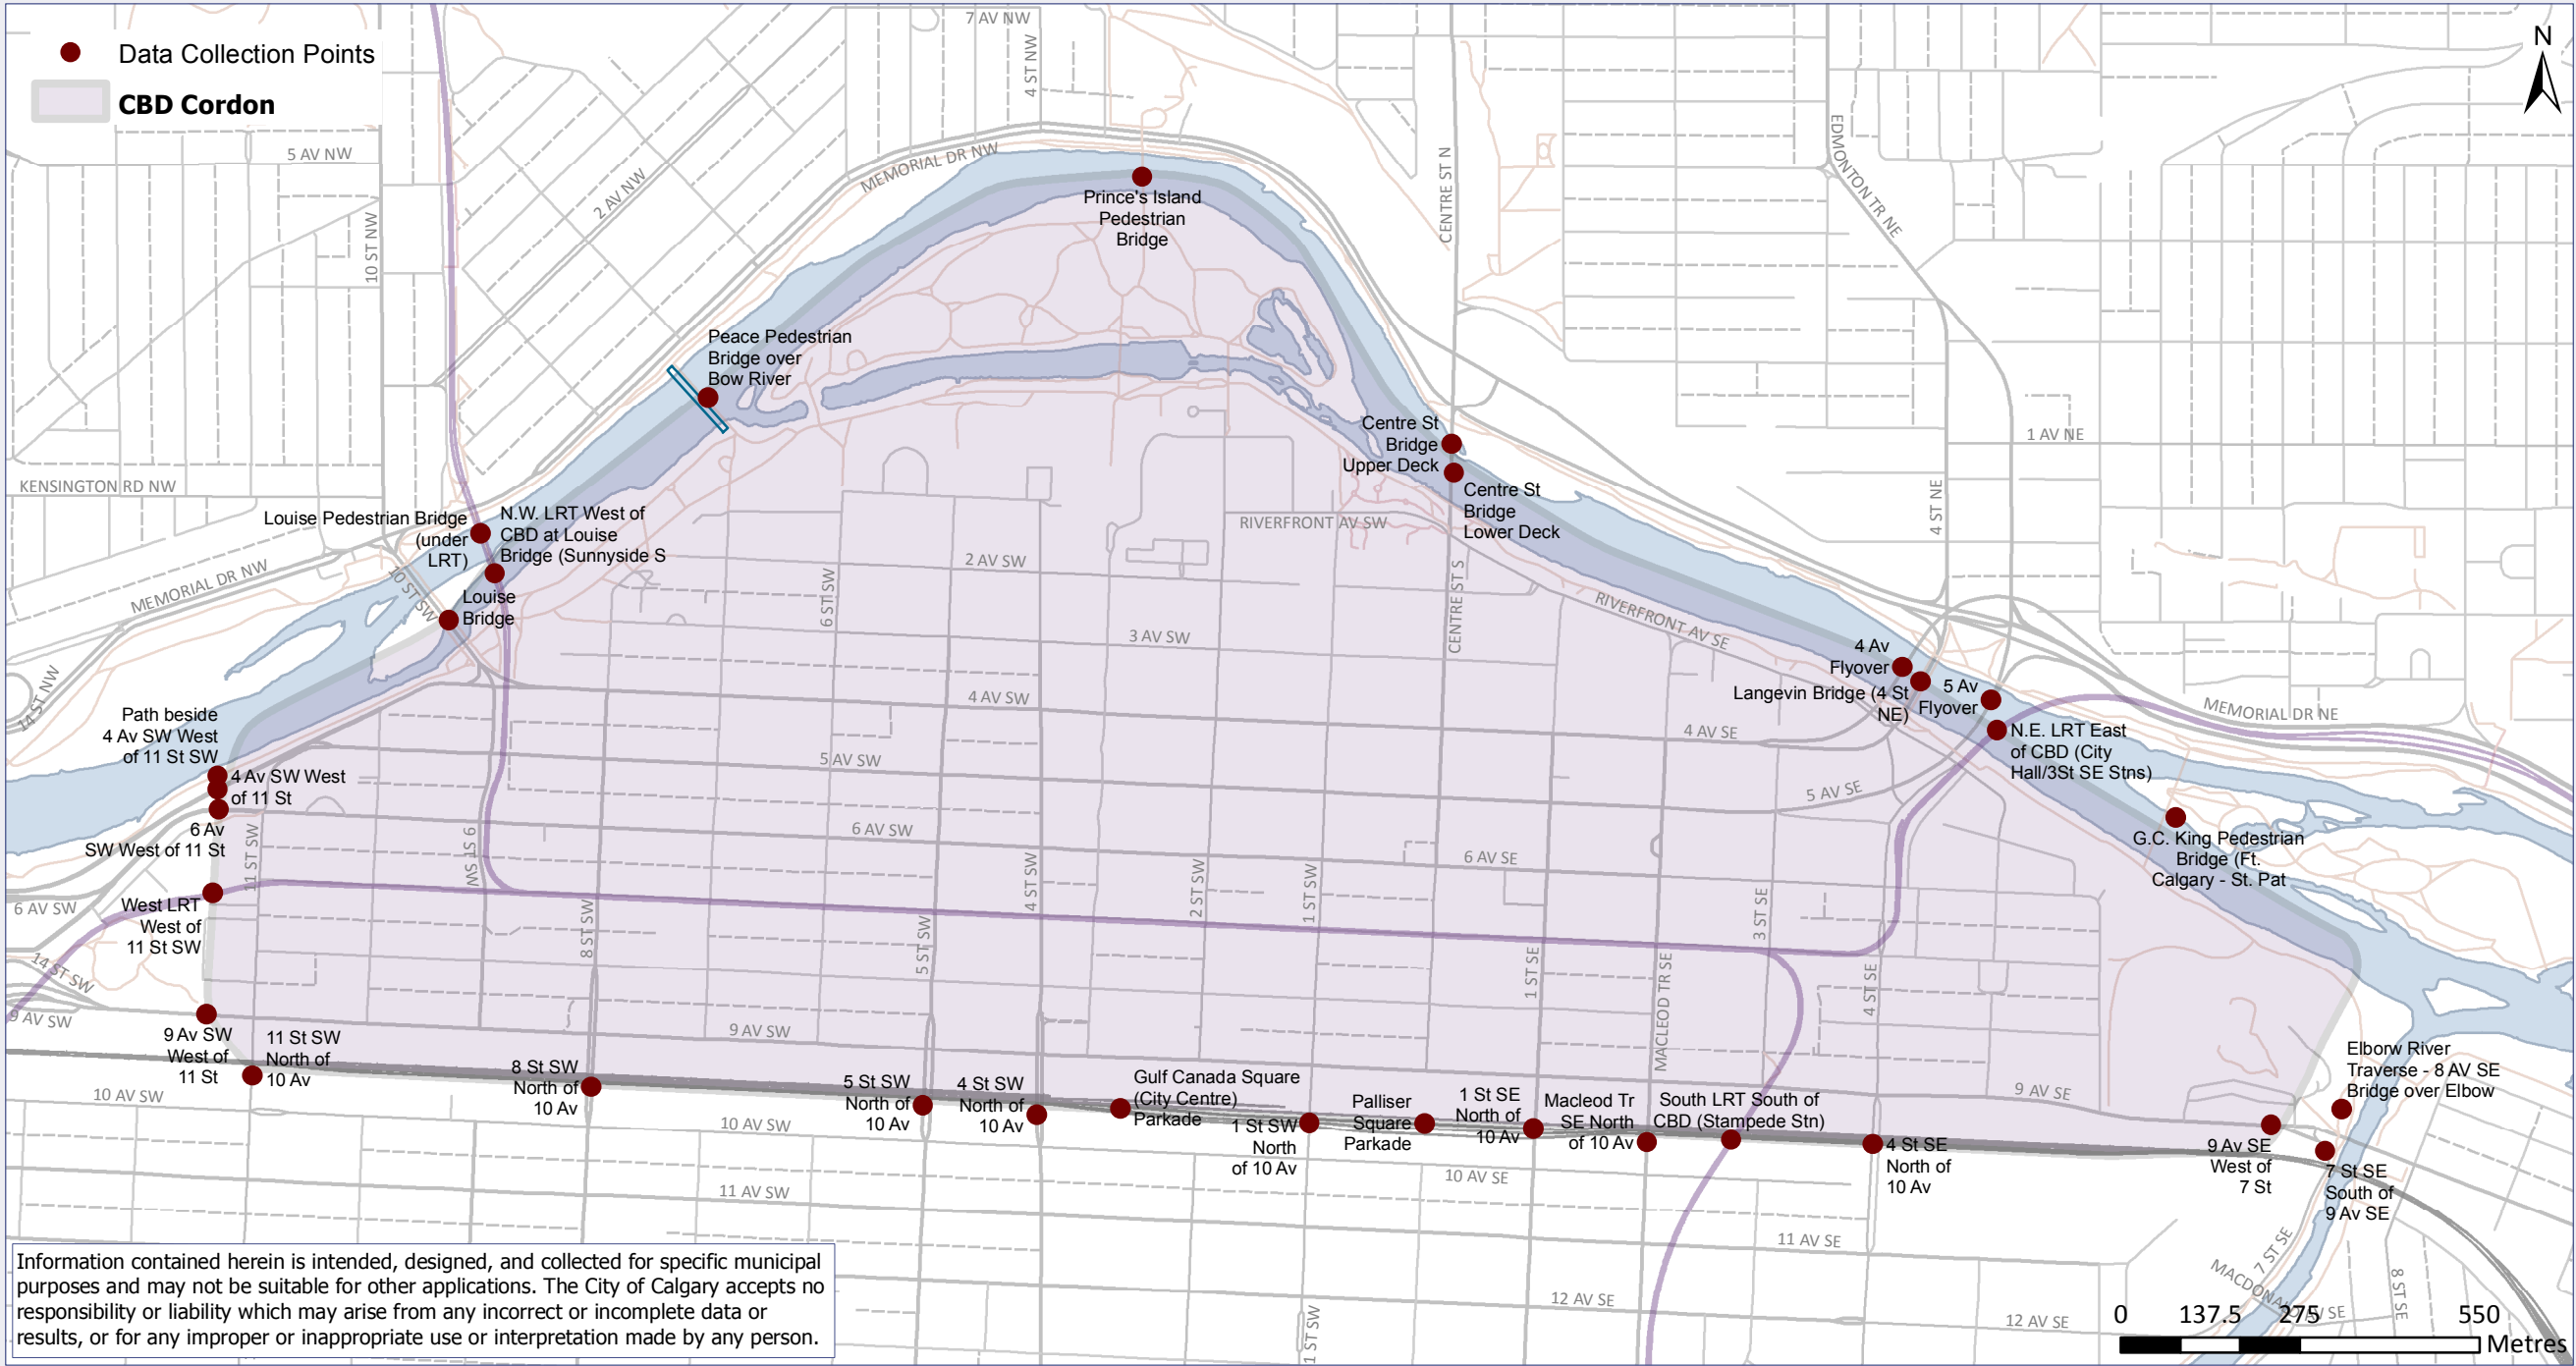 Data Collection Points
CBD Cordon
N
7 AV NW
4 ST NW
5 AV NW
2 AV NW
10 ST NW
MEMORIAL DR NW
CENTRE ST N
EDMONTON TR NE
Prince's Island
Pedestrian
Bridge
Peace Pedestrian
Bridge over
Bow River
Centre St
Bridge
Upper Deck
Centre St
Bridge
Lower Deck
1 AV NE
4 ST NE
KENSINGTON RD NW
Louise Pedestrian Bridge
(under
LRT)
N.W. LRT West of
CBD at Louise
Bridge (Sunnyside S
Louise
Bridge
10 ST SW
MEMORIAL DR NW
14 ST NW
RIVERFRONT AV SW
2 AV SW
6 ST SW
3 AV SW
CENTRE ST S
RIVERFRONT AV SE
4 AV SW
4 Av
Flyover
Langevin Bridge (4 St
NE)
5 Av
Flyover
MEMORIAL DR NE
N.E. LRT East
of CBD (City
Hall/3St SE Stns)
4 AV SE
5 AV SW
5 AV SE
Path beside
4 Av SW West
of 11 St SW
4 Av SW West
of 11 St
6 Av
SW West of 11 St
11 ST SW
9 ST SW
6 AV SW
6 AV SE
4 ST SW
2 ST SW
1 ST SW
3 ST SE
G.C. King Pedestrian
Bridge (Ft.
Calgary - St. Pat
6 AV SW
West LRT
West of
11 St SW
14 ST SW
8 ST SW
5 ST SW
1 ST SE
MACLEOD TR SE
4 ST SE
9 AV SW
9 AV SW
9 AV SE
9 Av SW
West of
11 St
11 St SW
North of
10 Av
8 St SW
North of
10 Av
5 St SW
North of
10 Av
4 St SW
North of
10 Av
Gulf Canada Square
(City Centre)
Parkade
1 St SW
North
of 10 Av
Palliser
Square
Parkade
1 St SE
North of
10 Av
Macleod Tr
SE North
of 10 Av
South LRT South of
CBD (Stampede Stn)
4 St SE
North of
10 Av
Elborw River
Traverse - 8 AV SE
Bridge over Elbow
9 Av SE
West of
7 St
7 St SE
South of
9 Av SE
10 AV SW
10 AV SW
10 AV SE
11 AV SW
11 AV SE
12 AV SE
12 AV SE
1 ST SW
7 ST SE
8 ST SE
Information contained herein is intended, designed, and collected for specific municipal
purposes and may not be suitable for other applications. The City of Calgary accepts no
responsibility or liability which may arise from any incorrect or incomplete data or
results, or for any improper or inappropriate use or interpretation made by any person.
0 137.5 275 550
Metres